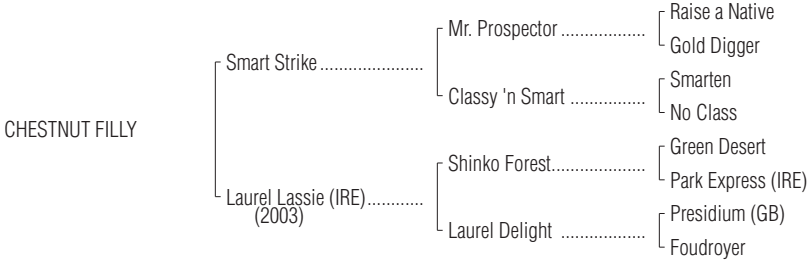 Raise a Native
Mr. Prospector ..................
Gold Digger
Smart Strike ......................
Smarten
Classy 'n Smart ................
No Class
CHESTNUT FILLY
Green Desert
Shinko Forest....................
Park Express (IRE)
Laurel Lassie (IRE)............
(2003)
Presidium (GB)
Laurel Delight ..................
Foudroyer